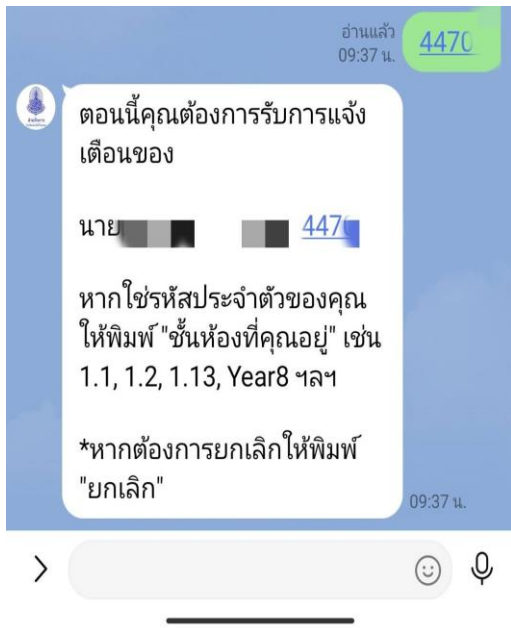 อ่านแล้ว
09:37 น.
4470
ตอนนี้คุณต้องการรับการแจ้ง
เตือนของ
นาย 447
หากใช่รหัสประจำตัวของคุณ
ให้พิมพ์ "ชั้นห้องที่คุณอยู่" เช่น
1.1, 1.2, 1.13, Year8 ฯลฯ
*หากต้องการยกเลิกให้พิมพ์
"ยกเลิก"
09:37 น.